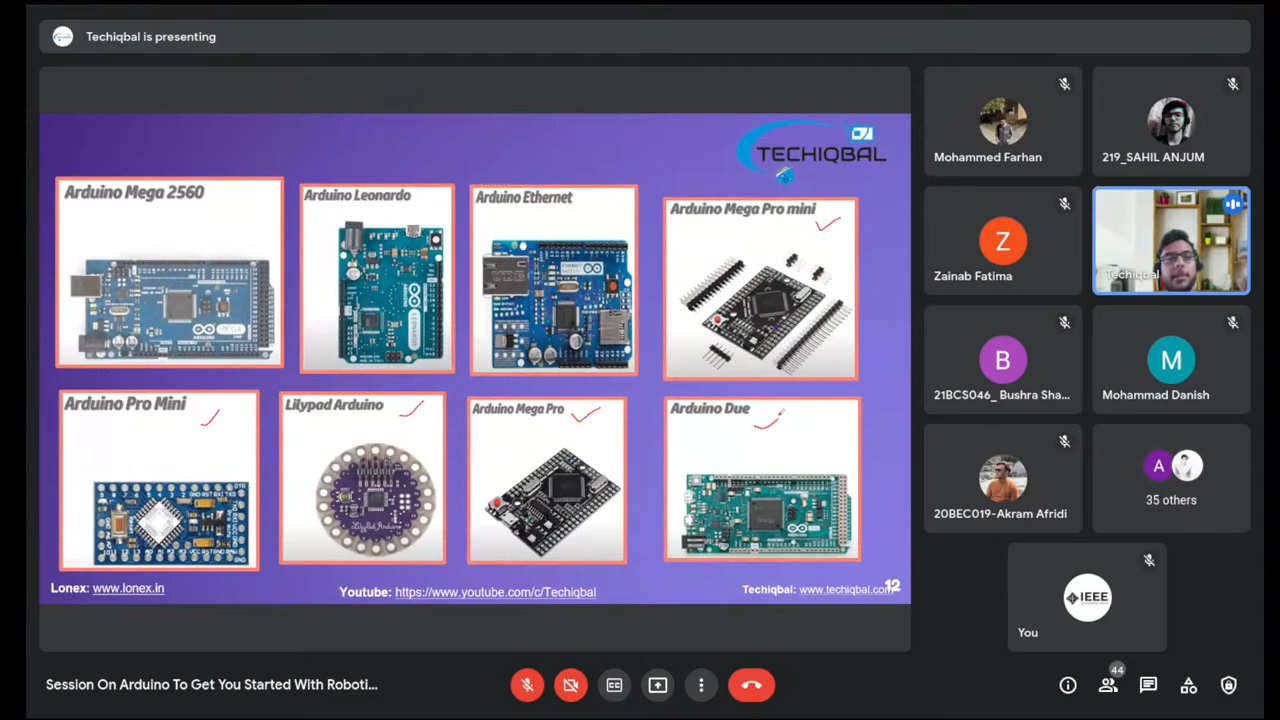 Techiqbal is presenting
TECHIQBAL
Arduino Mega 2560
Arduino Leonardo
Arduino Ethernet
Arduino Mega Pro mini
Arduino Pro Mini
Lilypad Arduino
Arduino Mega Pro
Arduino Due
Lonex: www.lonex.in
Youtube: https://www.youtube.com/c/Techiqbal
Techiqbal: www.techiqbal.com
12
Mohammed Farhan
219_SAHIL ANJUM
Z
Zainab Fatima
Techiqbal
B
21BCS046_ Bushra Sha...
M
Mohammad Danish
20BEC019-Akram Afridi
A
35 others
IEEE
You
Session On Arduino To Get You Started With Roboti...
CC
44